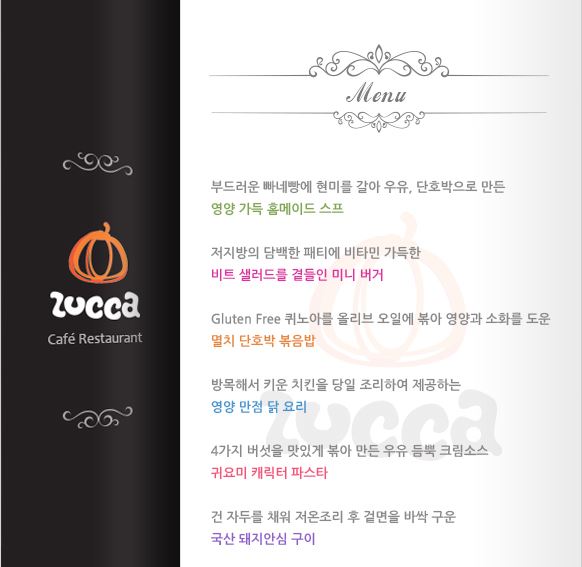 zucca
Café Restaurant
Menu
부드러운 빠네빵에 현미를 갈아 우유, 단호박으로 만든
영양 가득 홈메이드 스프
저지방의 담백한 패티에 비타민 가득한
비트 샐러드를 곁들인 미니 버거
Gluten Free 퀴노아를 올리브 오일에 볶아 영양과 소화를 도운
멸치 단호박 볶음밥
방목해서 키운 치킨을 당일 조리하여 제공하는
영양 만점 닭 요리
4가지 버섯을 맛있게 볶아 만든 우유 듬뿍 크림소스
귀요미 캐릭터 파스타
건 자두를 채워 저온조리 후 겉면을 바싹 구운
국산 돼지안심 구이
zucca